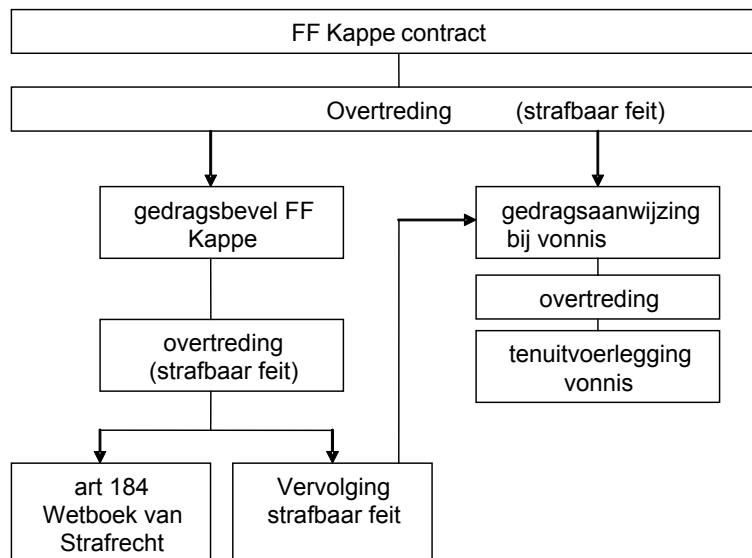 FF Kappe contract
Overtreding (strafbaar feit)
gedragsbevel FF
Kappe
gedragsaanwijzing
bij vonnis
overtreding
overtreding
(strafbaar feit)
tenuitvoerlegging
vonnis
art 184
Wetboek van
Strafrecht
Vervolging
strafbaar feit